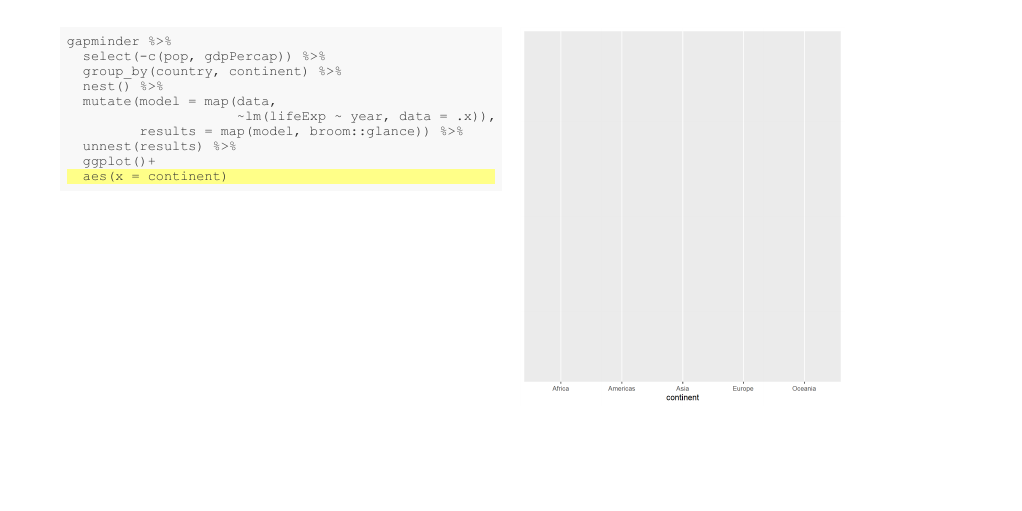 gapminder %>%
  select(-c(pop, gdpPercap)) %>%
  group_by(country, continent) %>%
  nest() %>%
  mutate(model = map(data,
                     ~lm(lifeExp ~ year, data = .x)),
         results = map(model, broom::glance)) %>%
  unnest(results) %>%
  ggplot()+
  aes(x = continent)
Africa Americas Asia Europe Oceania
continent